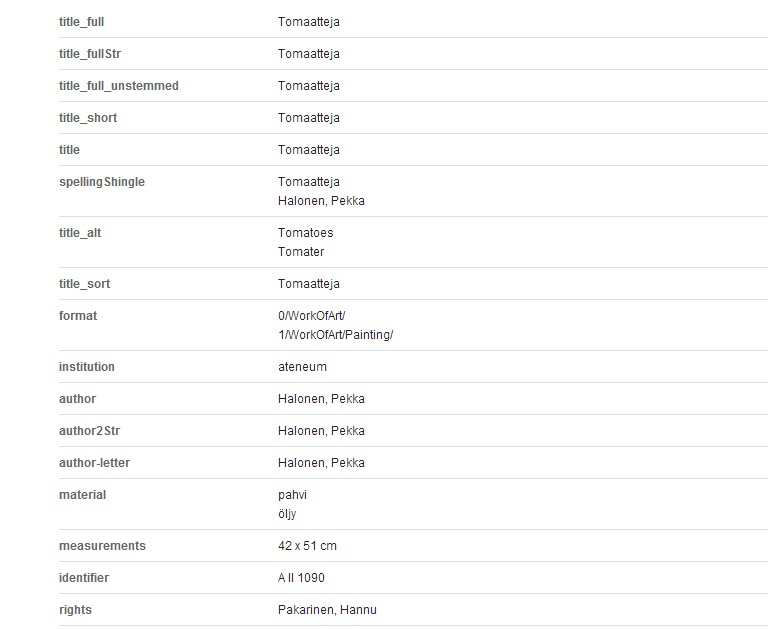 title_full Tomaatteja
title_fullStr Tomaatteja
title_full_unstemmed Tomaatteja
title_short Tomaatteja
title Tomaatteja
spellingShingle Tomaatteja
Halonen, Pekka
title_alt Tomatoes
Tomater
title_sort Tomaatteja
format 0/WorkOfArt/
1/WorkOfArt/Painting/
institution ateneum
author Halonen, Pekka
author2Str Halonen, Pekka
author-letter Halonen, Pekka
material pahvi
öljy
measurements 42 x 51 cm
identifier A II 1090
rights Pakarinen, Hannu